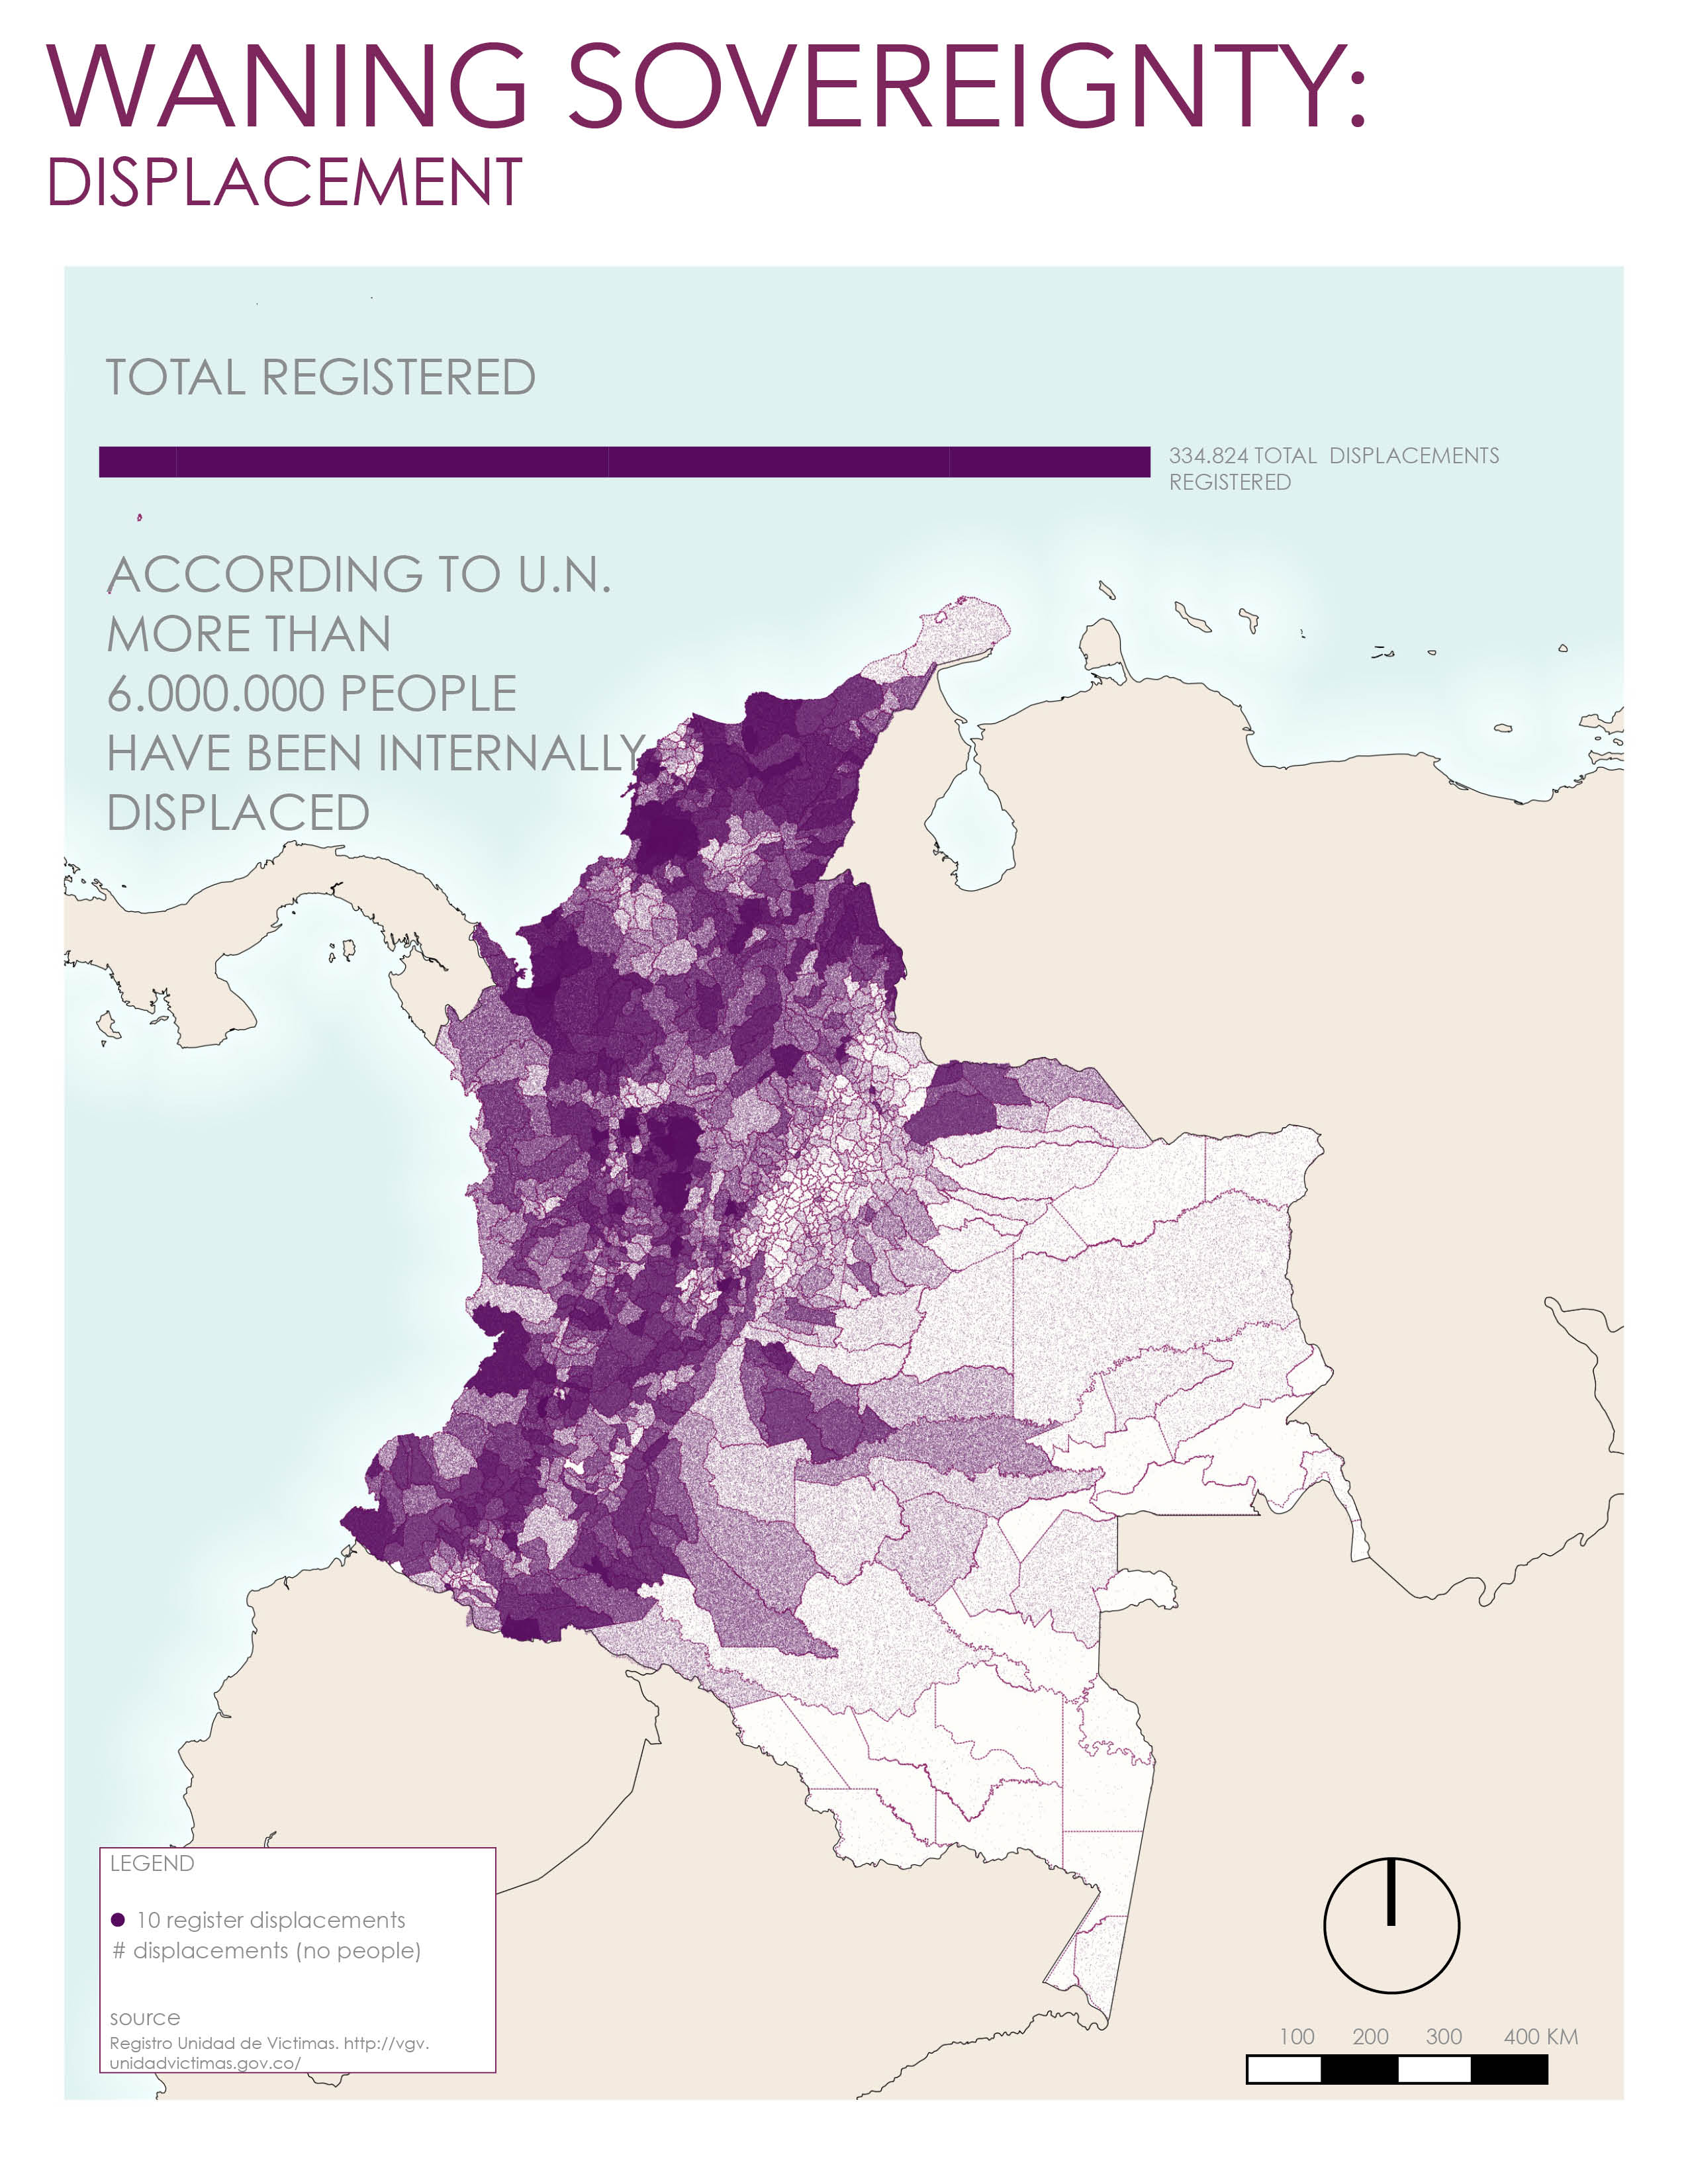 WANING SOVEREIGNTY:
DISPLACEMENT
TOTAL REGISTERED
334.824 TOTAL DISPLACEMENTS
REGISTERED
ACCORDING TO U.N.
MORE THAN
6.000.000 PEOPLE
HAVE BEEN INTERNALLY
DISPLACED
LEGEND
10 register displacements
# displacements (no people)
source
Registro Unidad de Victimas. http://vgv.
unidadvictimas.gov.co/
100 200 300 400 KM